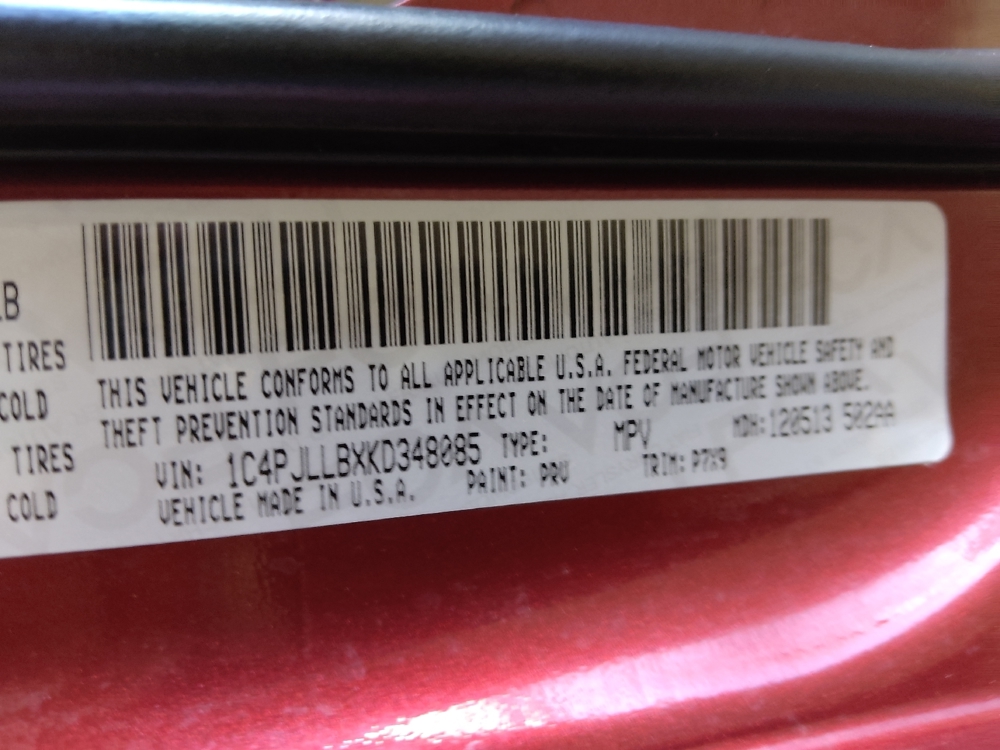 LB
TIRES
COLD
TIRES
COLD
THIS VEHICLE CONFORMS TO ALL APPLICABLE U.S.A. FEDERAL MOTOR VEHICLE SAFETY AND
THEFT PREVENTION STANDARDS IN EFFECT ON THE DATE OF MANUFACTURE SHOWN ABOVE.
VIN: 1C4PJLLBXKD348085 TYPE: MPV MDH:120513 502AA
VEHICLE MADE IN U.S.A. PAINT: PRV TRIM: P7X9